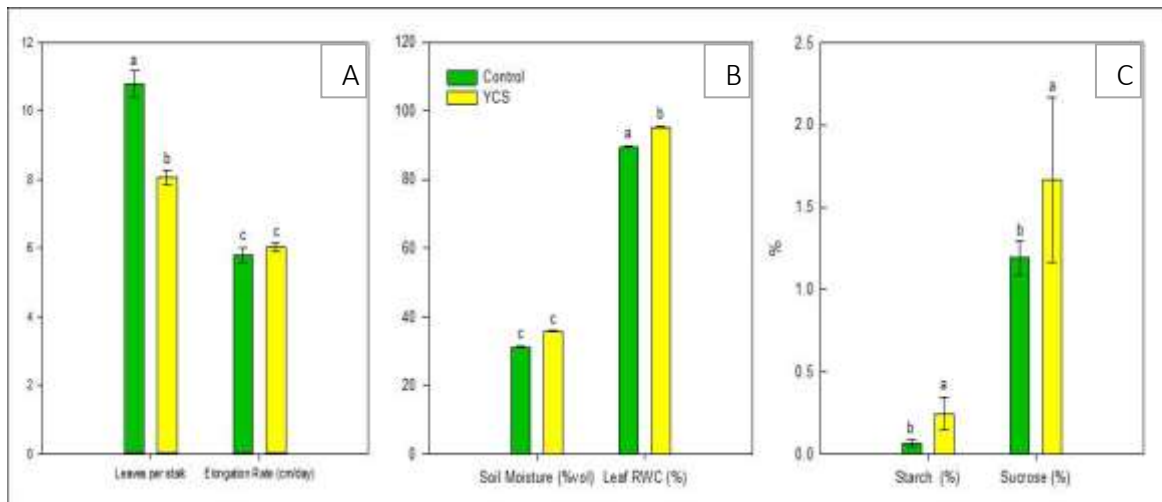 A
12
10
8
6
4
2
0
a
b
c
c
Leaves per stalk
Elongation Rate (cm/day)
B
120
100
80
60
40
20
0
Control
YCS
c
c
a
b
Soil Moisture (%vol)
Leaf RWC (%)
C
2.5
2.0
1.5
1.0
0.5
0.0
%
b
a
b
a
Starch (%)
Sucrose (%)